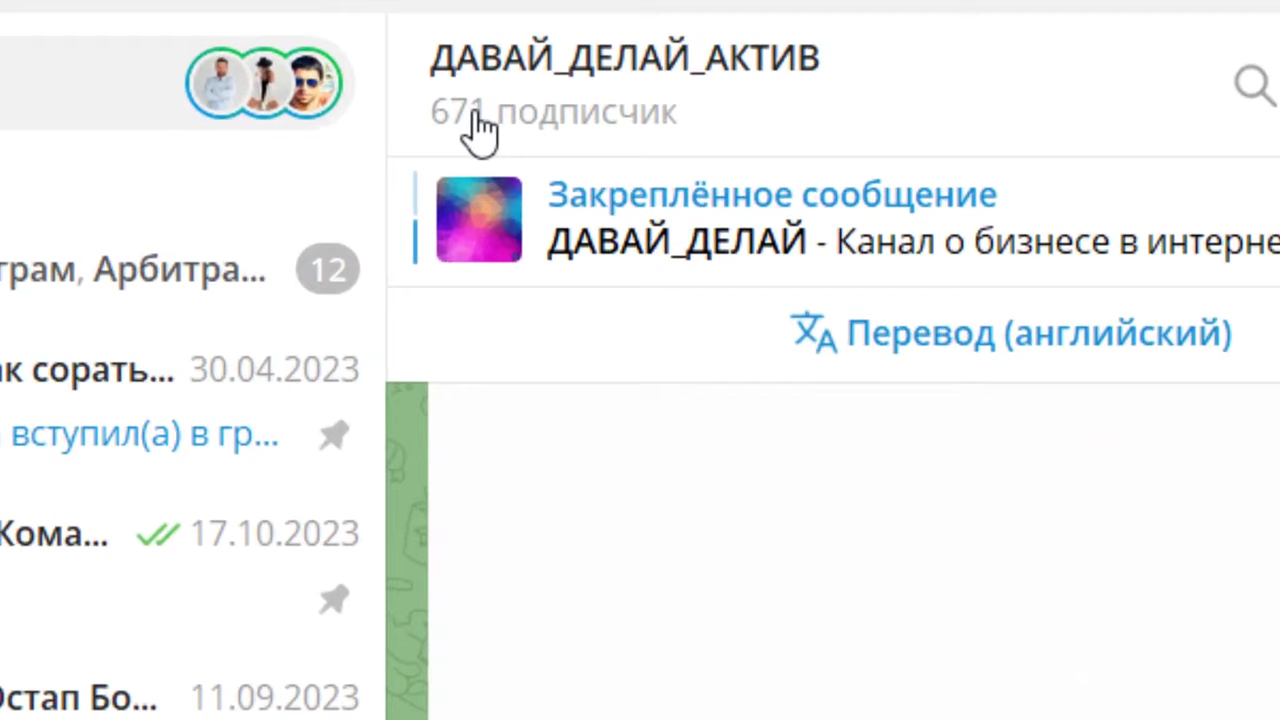 ДАВАЙ_ДЕЛАЙ_АКТИВ
671 подписчик
Закреплённое сообщение
ДАВАЙ_ДЕЛАЙ - Канал о бизнесе в интерне
Перевод (английский)
грам, Арбитра... 12
ак сорать... 30.04.2023
вступил(а) в гр...
Кома... 17.10.2023
Остап Бо... 11.09.2023